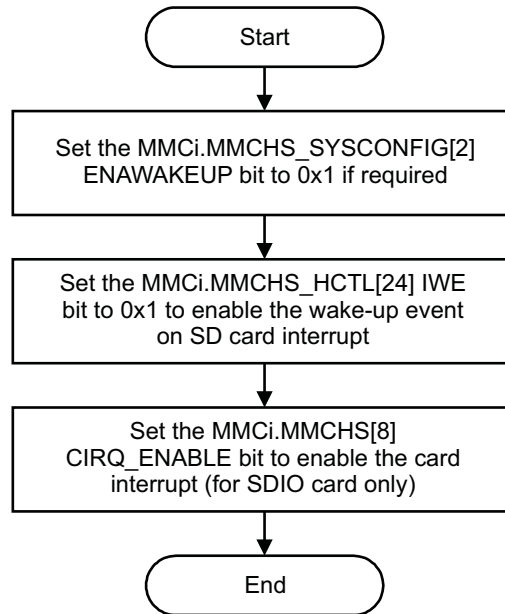 Start
Set the MMCi.MMCHS_SYSCONFIG[2]
ENAWAKEUP bit to 0x1 if required
Set the MMCi.MMCHS_HCTL[24] IWE
bit to 0x1 to enable the wake-up event
on SD card interrupt
Set the MMCi.MMCHS[8]
CIRQ_ENABLE bit to enable the card
interrupt (for SDIO card only)
End